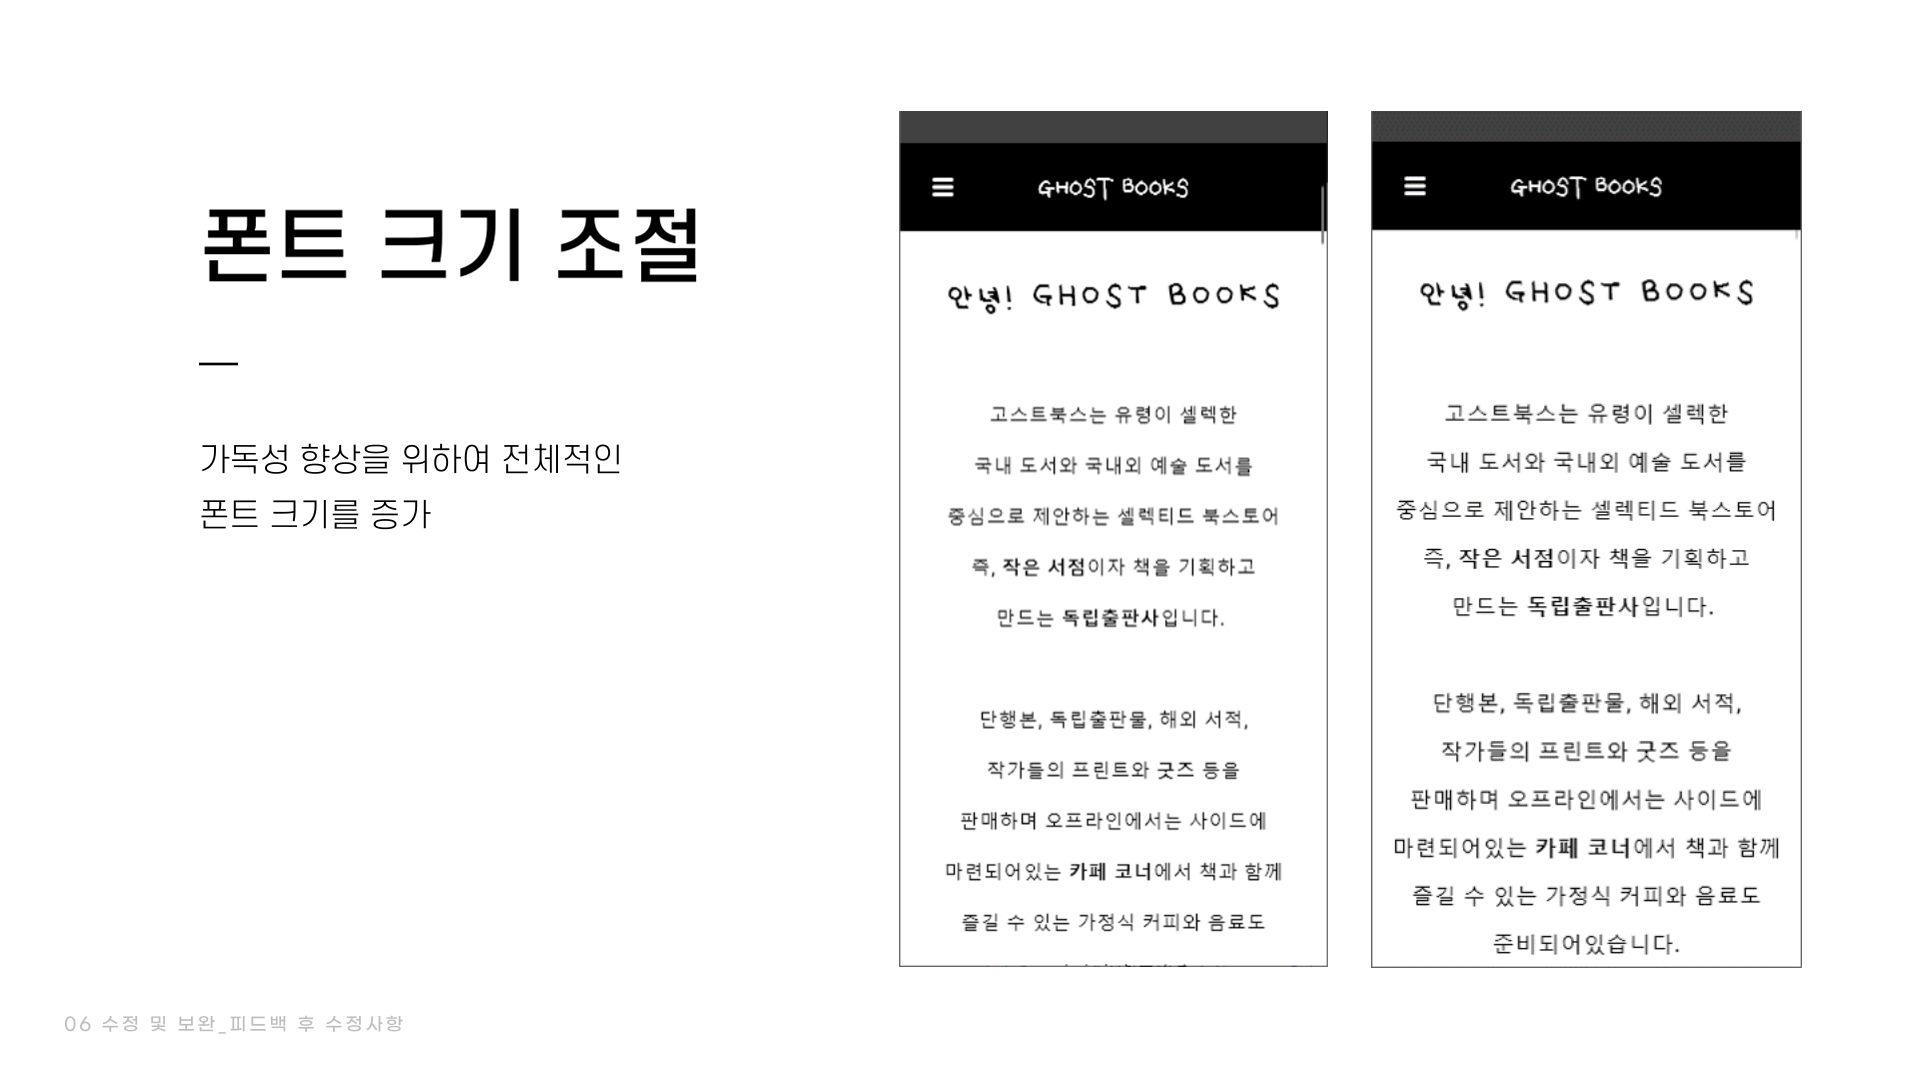 폰트 크기 조절
가독성 향상을 위하여 전체적인
폰트 크기를 증가
GHOST BOOKS
안녕! GHOST BOOKS
고스트북스는 유령이 셀렉한
국내 도서와 국내외 예술 도서를
중심으로 제안하는 셀렉티드 북스토어
즉, 작은 서점이자 책을 기획하고
만드는 독립출판사입니다.
단행본, 독립출판물, 해외 서적,
작가들의 프린트와 굿즈 등을
판매하며 오프라인에서는 사이드에
마련되어있는 카페 코너에서 책과 함께
즐길 수 있는 가정식 커피와 음료도
GHOST BOOKS
안녕! GHOST BOOKS
고스트북스는 유령이 셀렉한
국내 도서와 국내외 예술 도서를
중심으로 제안하는 셀렉티드 북스토어
즉, 작은 서점이자 책을 기획하고
만드는 독립출판사입니다.
단행본, 독립출판물, 해외 서적,
작가들의 프린트와 굿즈 등을
판매하며 오프라인에서는 사이드에
마련되어있는 카페 코너에서 책과 함께
즐길 수 있는 가정식 커피와 음료도
준비되어있습니다.
06 수정 및 보완_피드백 후 수정사항